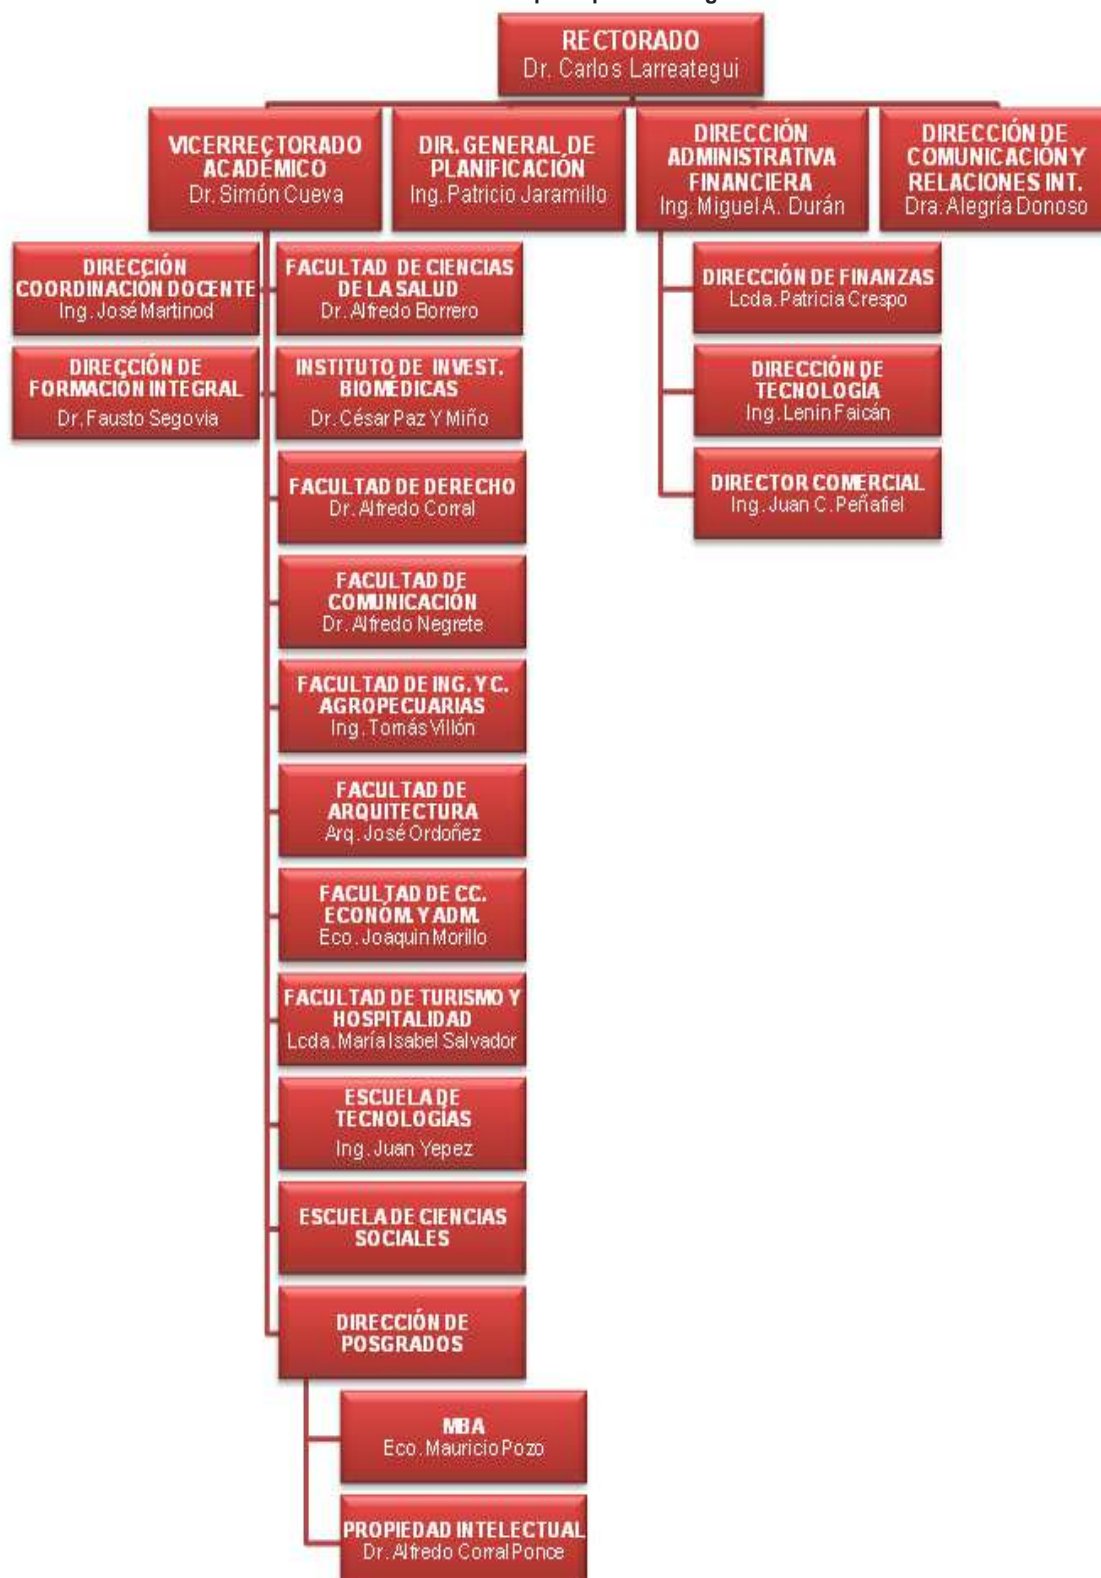 RECTORADO
Dr. Carlos Larreategui
VICERRECTORADO
ACADÉMICO
Dr. Simón Cueva
DIR. GENERAL DE
PLANIFICACIÓN
Ing. Patricio Jaramillo
DIRECCIÓN
ADMINISTRATIVA
FINANCIERA
Ing. Miguel A. Durán
DIRECCIÓN DE
COMUNICACIÓN Y
RELACIONES INT.
Dra. Alegría Donoso
DIRECCIÓN
COORDINACIÓN DOCENTE
Ing. José Martinod
FACULTAD DE CIENCIAS
DE LA SALUD
Dr. Alfredo Borrero
DIRECCIÓN DE FINANZAS
Lcda. Patricia Crespo
DIRECCIÓN DE
FORMACIÓN INTEGRAL
Dr. Fausto Segovia
INSTITUTO DE INVEST.
BIOMÉDICAS
Dr. César Paz Y Miño
DIRECCIÓN DE
TECNOLOGÍA
Ing. Lenin Faicán
FACULTAD DE DERECHO
Dr. Alfredo Corral
DIRECTOR COMERCIAL
Ing. Juan C. Peñafiel
FACULTAD DE
COMUNICACIÓN
Dr. Alfredo Negrete
FACULTAD DE ING. Y C.
AGROPECUARIAS
Ing. Tomás Villón
FACULTAD DE
ARQUITECTURA
Arq. José Ordoñez
FACULTAD DE CC.
ECONÓM. Y ADM.
Eco. Joaquin Morillo
FACULTAD DE TURISMO Y
HOSPITALIDAD
Lcda. María Isabel Salvador
ESCUELA DE
TECNOLOGÍAS
Ing. Juan Yepez
ESCUELA DE CIENCIAS
SOCIALES
DIRECCIÓN DE
POSGRADOS
MBA
Eco. Mauricio Pozo
PROPIEDAD INTELECTUAL
Dr. Alfredo Corral Ponce